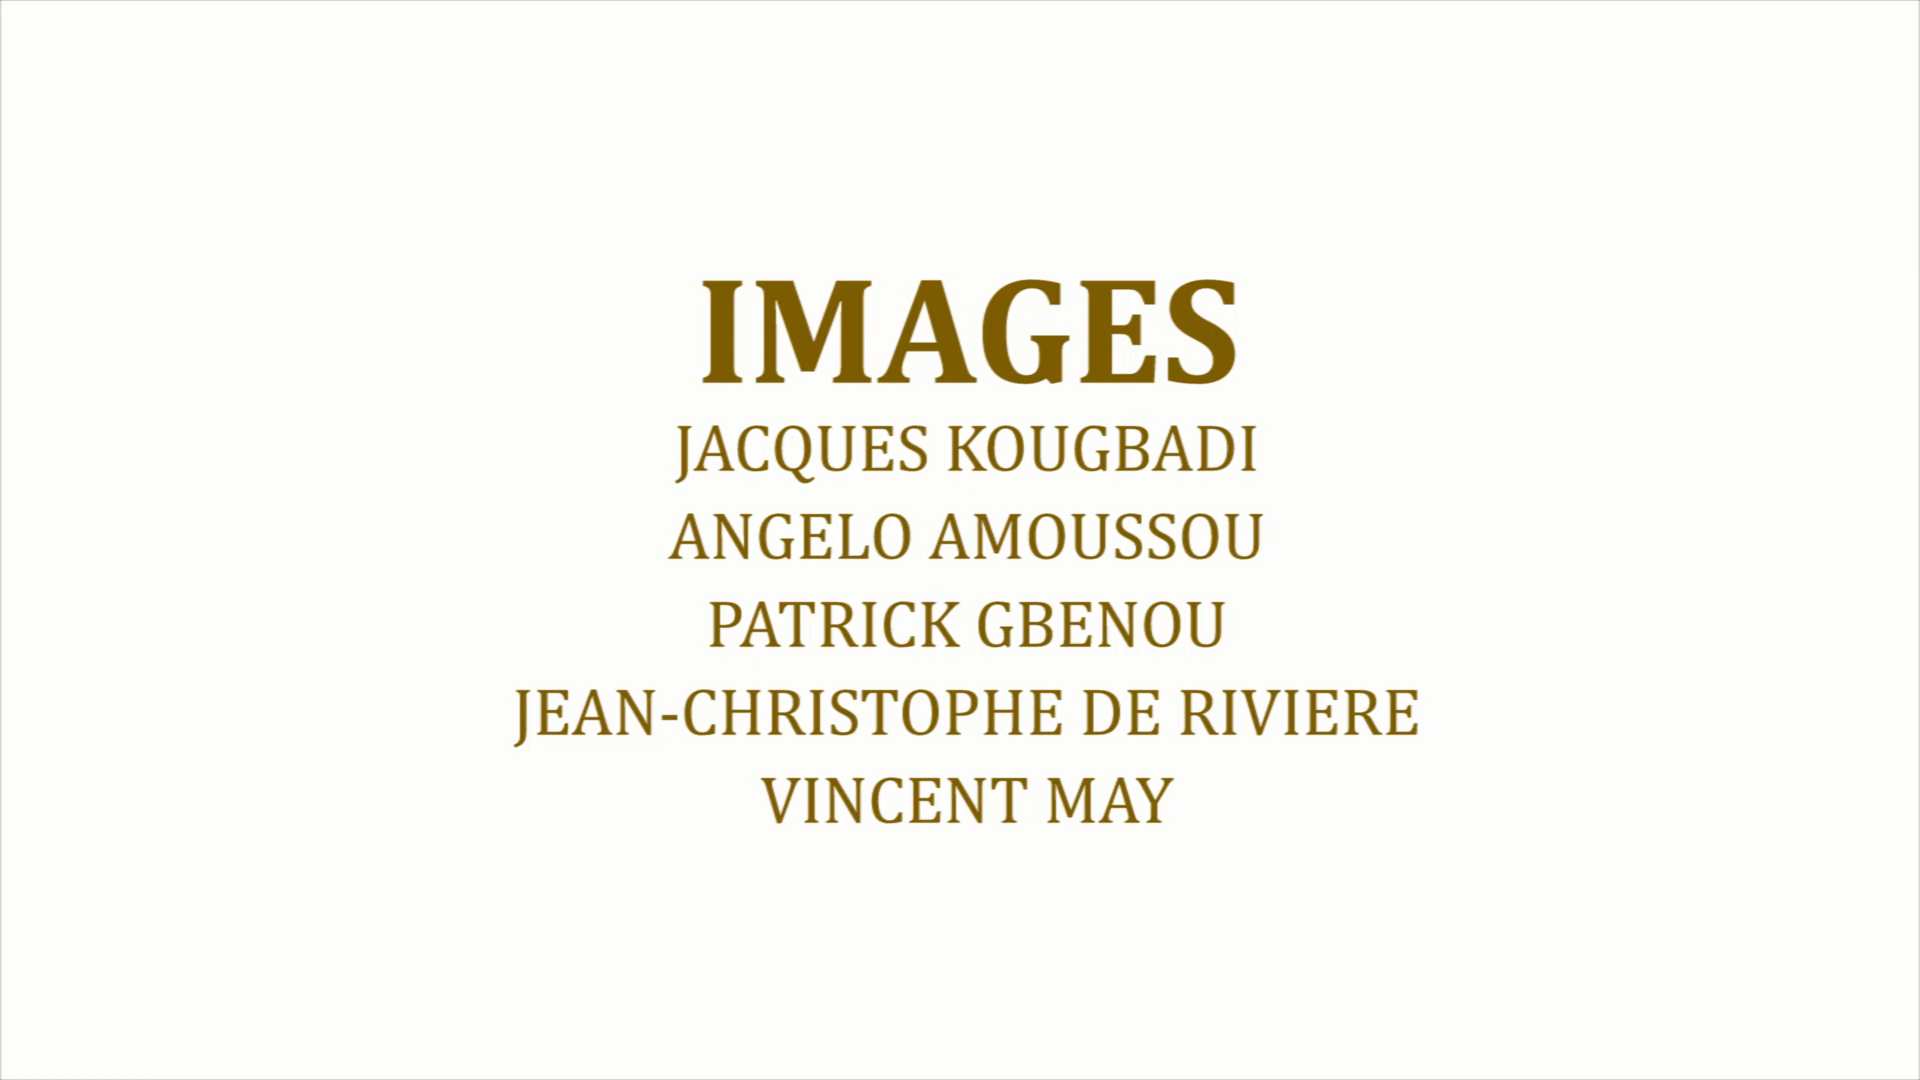 IMAGES
JACQUES KOUGBADI
ANGELO AMOUSSOU
PATRICK GBENOU
JEAN-CHRISTOPHE DE RIVIERE
VINCENT MAY